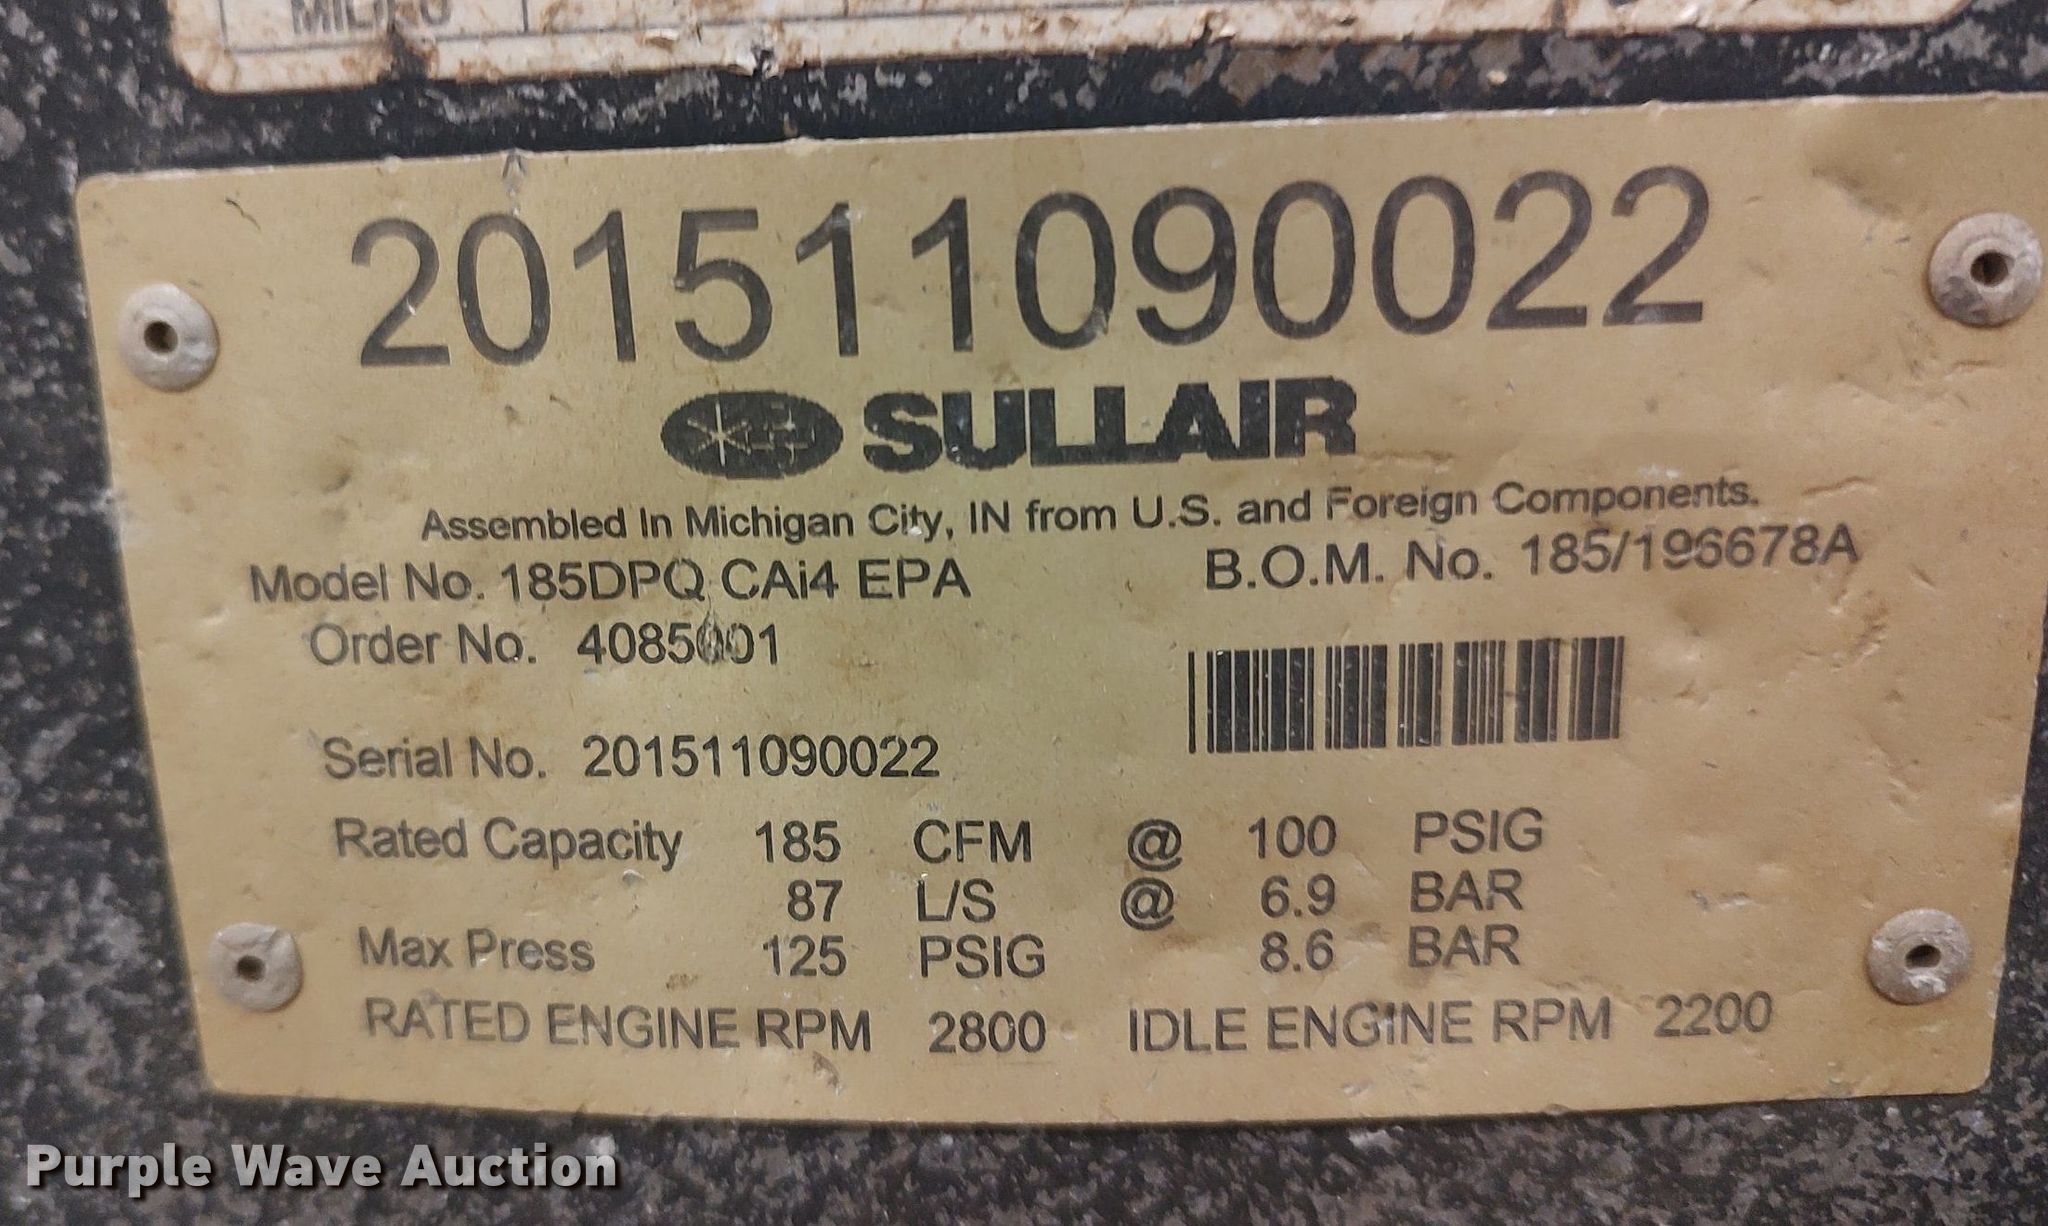 201511090022
SULLAIR
Assembled In Michigan City, IN from U.S. and Foreign Components.
Model No. 185DPQ CAi4 EPA B.O.M. No. 185/196678A
Order No. 4085001
Serial No. 201511090022
Rated Capacity 185 CFM @ 100 PSIG
87 L/S @ 6.9 BAR
Max Press 125 PSIG 8.6 BAR
RATED ENGINE RPM 2800 IDLE ENGINE RPM 2200
Purple Wave Auction